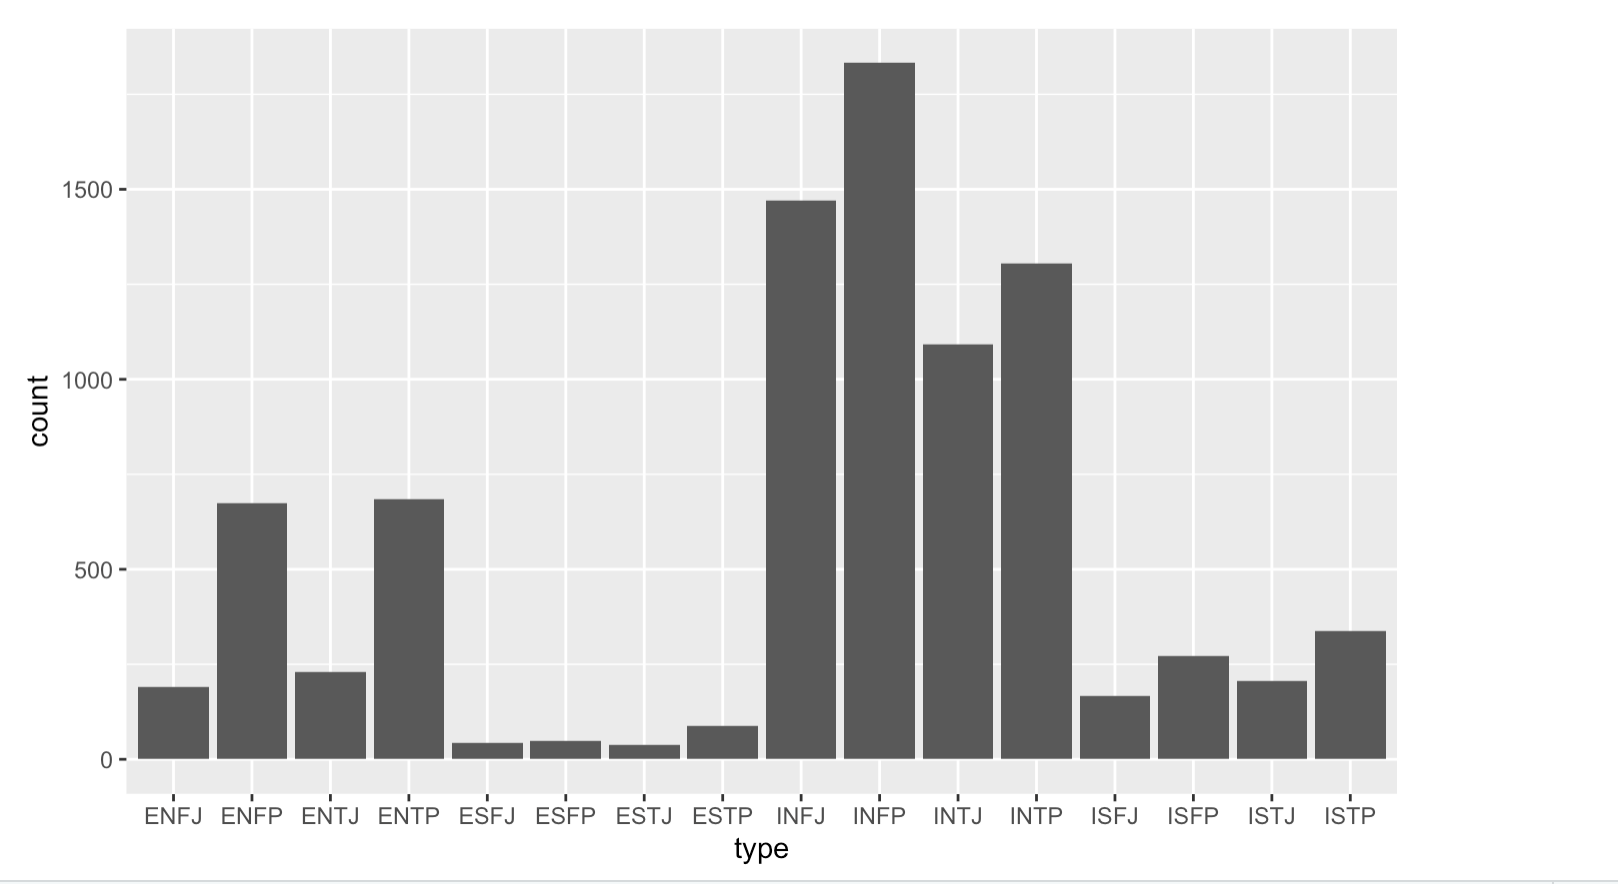 count
1500
1000
500
0
ENFJ ENFP ENTJ ENTP ESFJ ESFP ESTJ ESTP INFJ INFP INTJ INTP ISFJ ISFP ISTJ ISTP
type